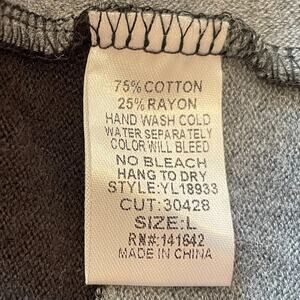 75% COTTON
25% RAYON
HAND WASH COLD
WATER SEPARATELY
COLOR WILL BLEED
NO BLEACH
HANG TO DRY
STYLE:YL18933
CUT:30428
SIZE:L
RN#:141642
MADE IN CHINA